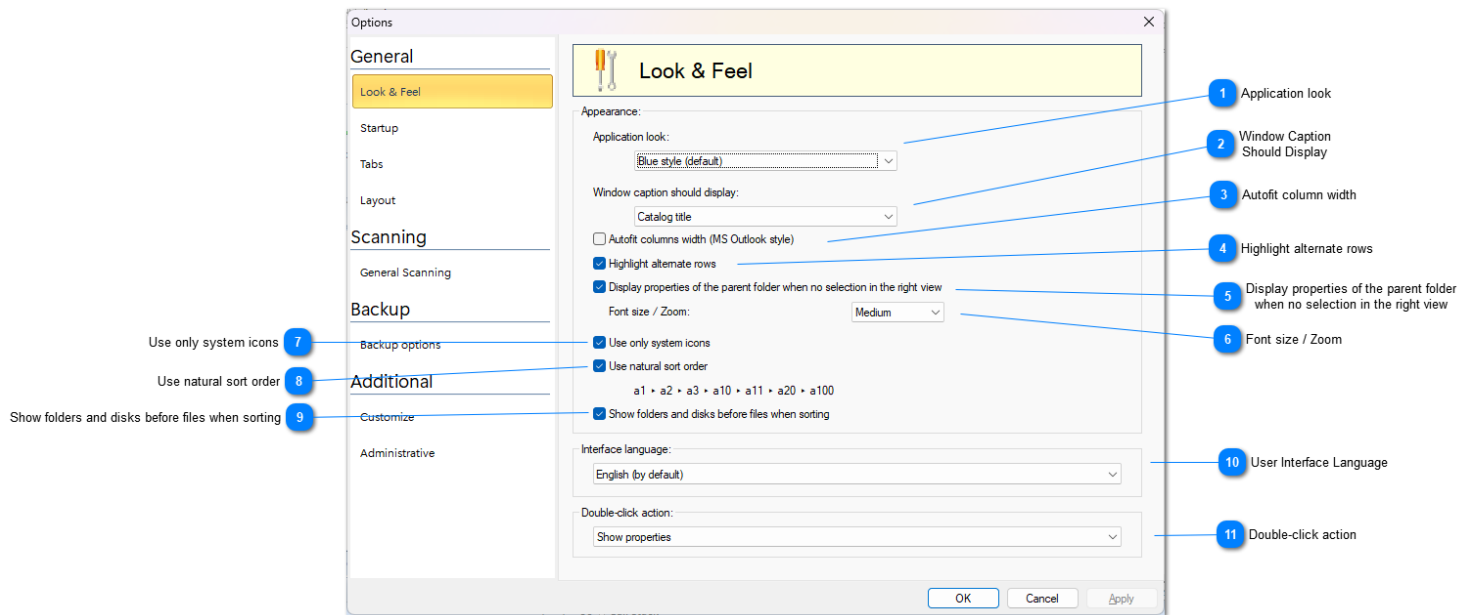 Options
General
Look & Feel
Startup
Tabs
Layout
Scanning
General Scanning
Backup
Backup options
Additional
Customize
Administrative
Look & Feel
Appearance:
Application look:
Blue style (default)
Window caption should display:
Catalog title
Autofit columns width (MS Outlook style)
Highlight alternate rows
Display properties of the parent folder when no selection in the right view
Font size / Zoom:
Medium
Use only system icons
Use natural sort order
a1 ‣ a2 ‣ a3 ‣ a10 ‣ a11 ‣ a20 ‣ a100
Show folders and disks before files when sorting
Interface language:
English (by default)
Double-click action:
Show properties
OK
Cancel
Apply
1 Application look
2 Window Caption
Should Display
3 Autofit column width
4 Highlight alternate rows
5 Display properties of the parent folder
when no selection in the right view
6 Font size / Zoom
Use only system icons 7
Use natural sort order 8
Show folders and disks before files when sorting 9
10 User Interface Language
11 Double-click action